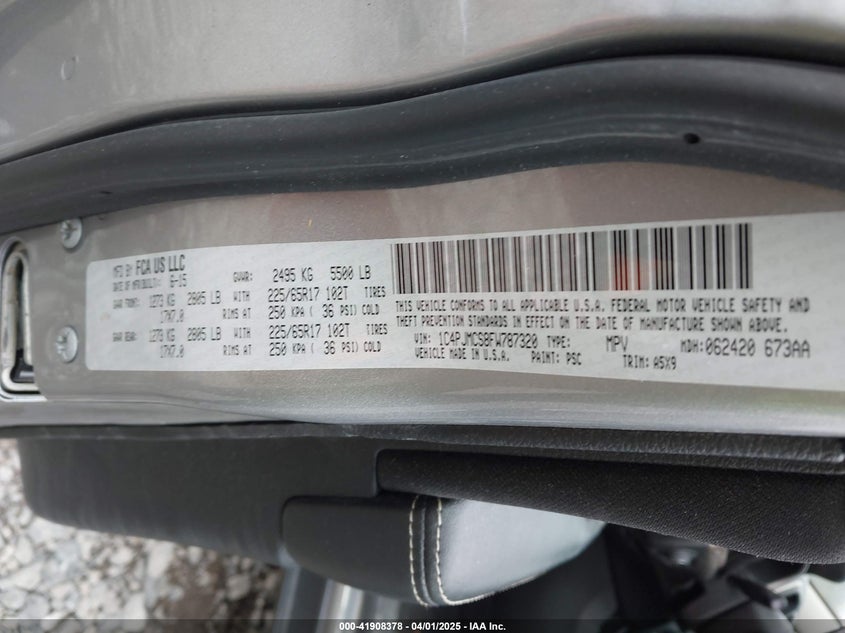 MFD BY FCA US LLC
DATE OF MFR(BUILT): 6-15 GVWR: 2495 KG 5500 LB
GAWR FRONT: 1273 KG 2805 LB WITH 225/65R17 102T TIRES
17X7.0 RIMS AT 250 KPA ( 36 PSI) COLD
GAWR REAR: 1273 KG 2805 LB WITH 225/65R17 102T TIRES
17X7.0 RIMS AT 250 KPA ( 36 PSI) COLD
THIS VEHICLE CONFORMS TO ALL APPLICABLE U.S.A. FEDERAL MOTOR VEHICLE SAFETY AND
THEFT PREVENTION STANDARDS IN EFFECT ON THE DATE OF MANUFACTURE SHOWN ABOVE.
VIN: 1C4PJMCS8FW787320 TYPE: MPV MDH: 062420 673AA
VEHICLE MADE IN U.S.A. PAINT: PSC TRIM: A5X9
000-41908378 - 04/01/2025 - IAA Inc.